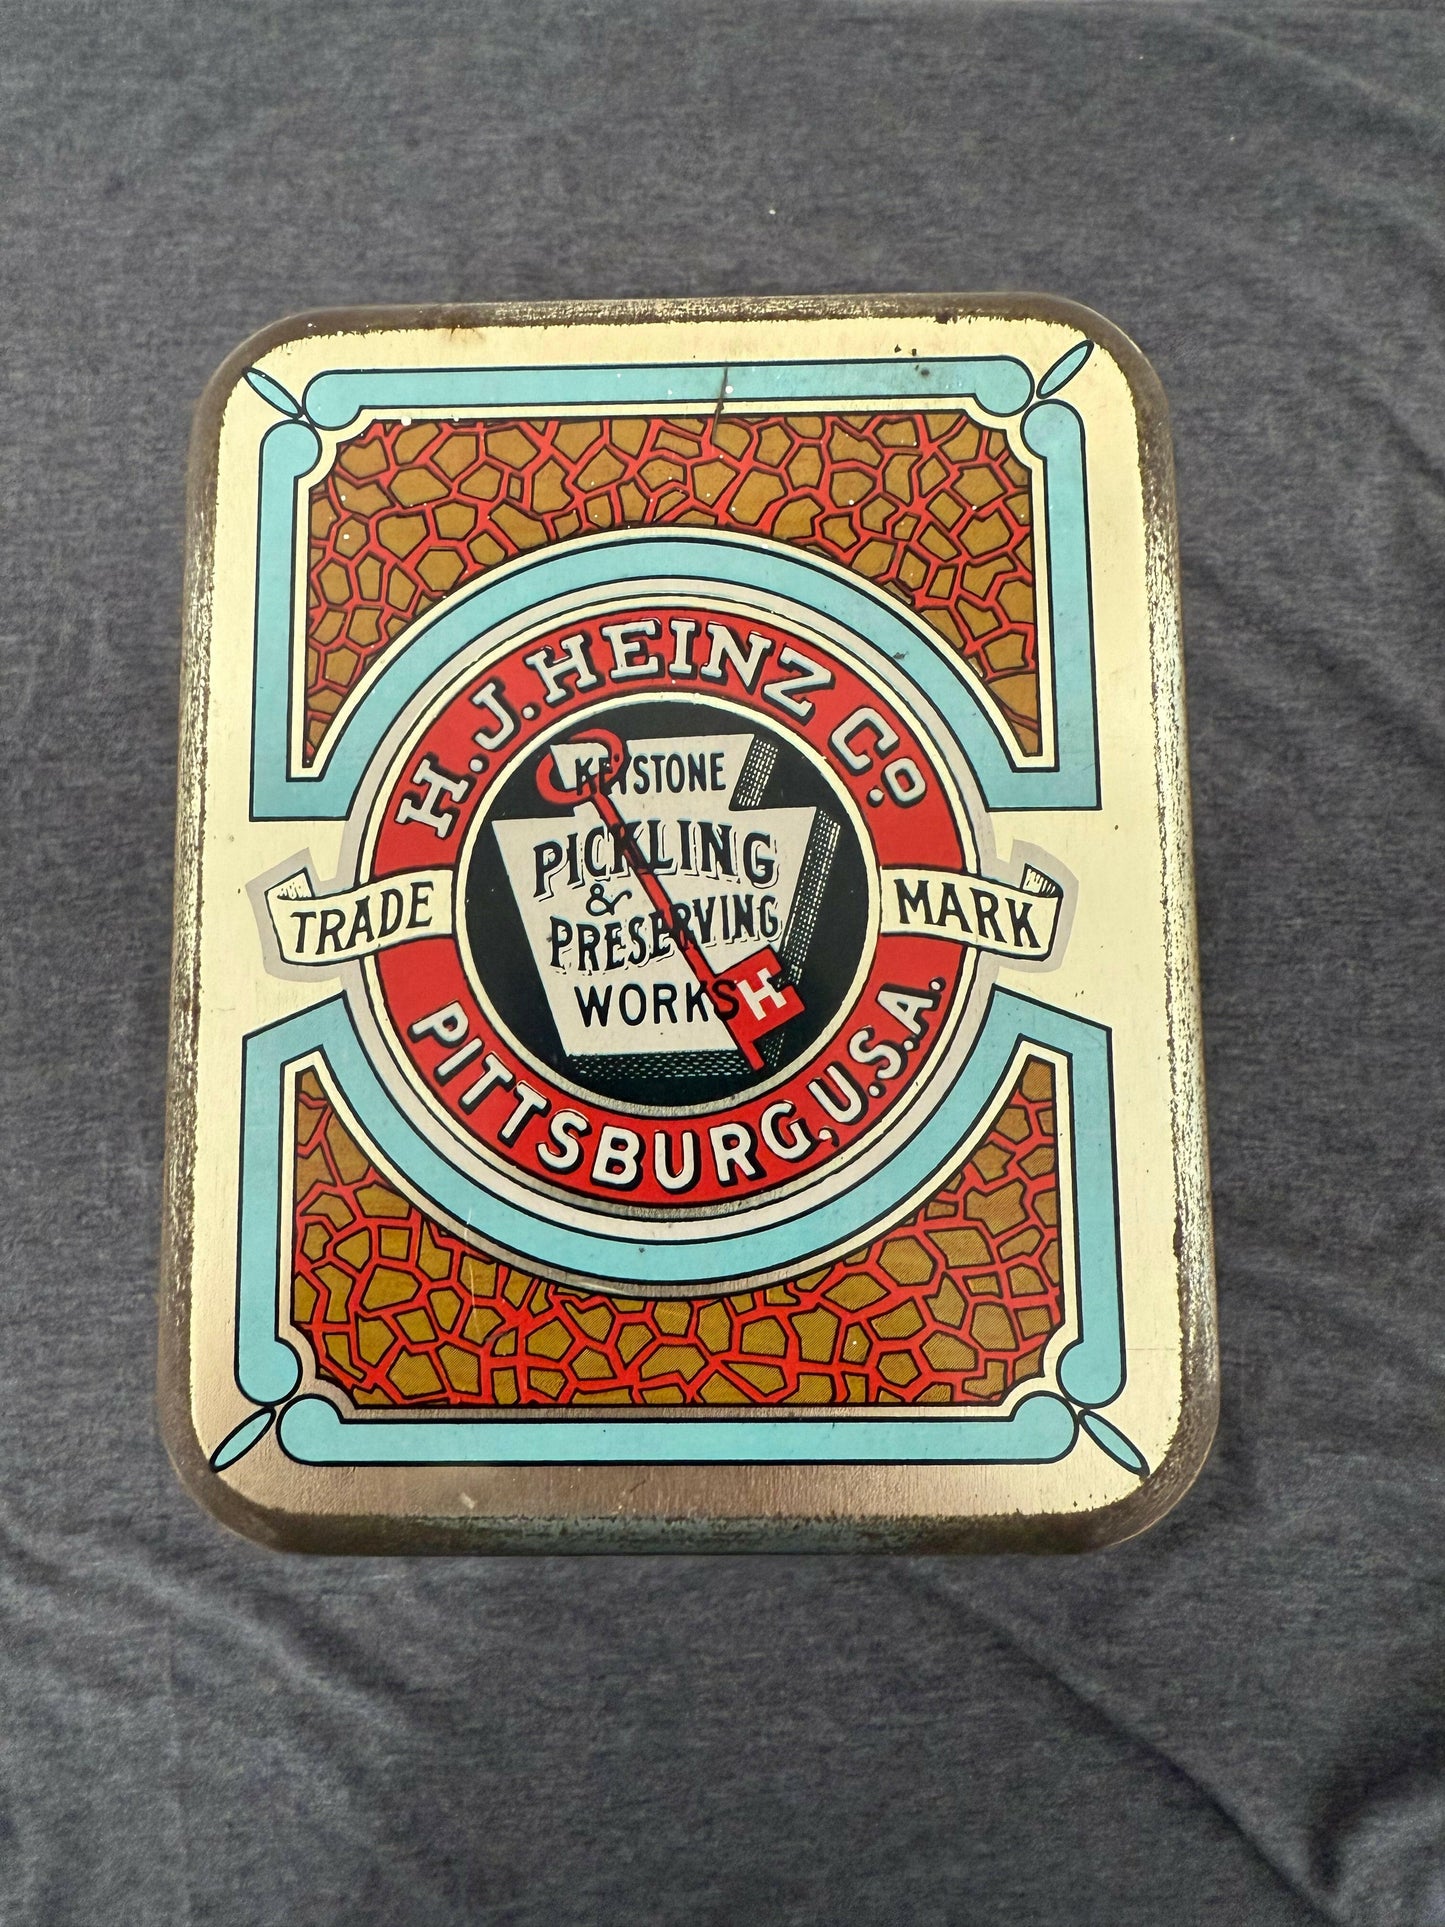 H. J. HEINZ Co.
KEYSTONE
PICKLING
&
PRESERVING
WORKS
H
TRADE MARK
PITTSBURG, U.S.A.